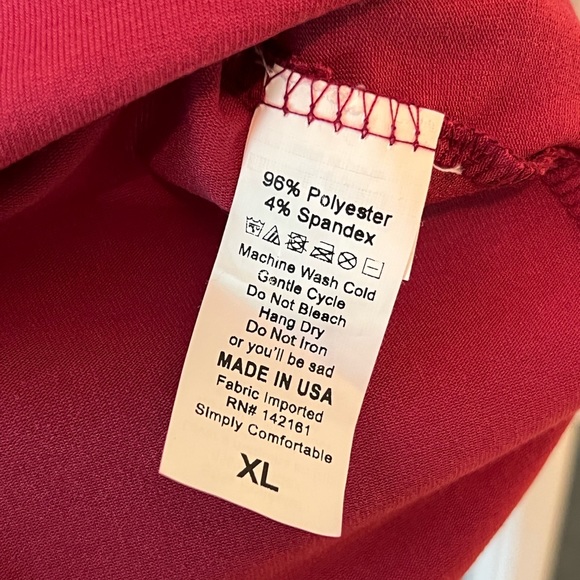 96% Polyester
4% Spandex
Machine Wash Cold
Gentle Cycle
Do Not Bleach
Hang Dry
Do Not Iron
or you'll be sad
MADE IN USA
Fabric Imported
RN# 142161
Simply Comfortable
XL